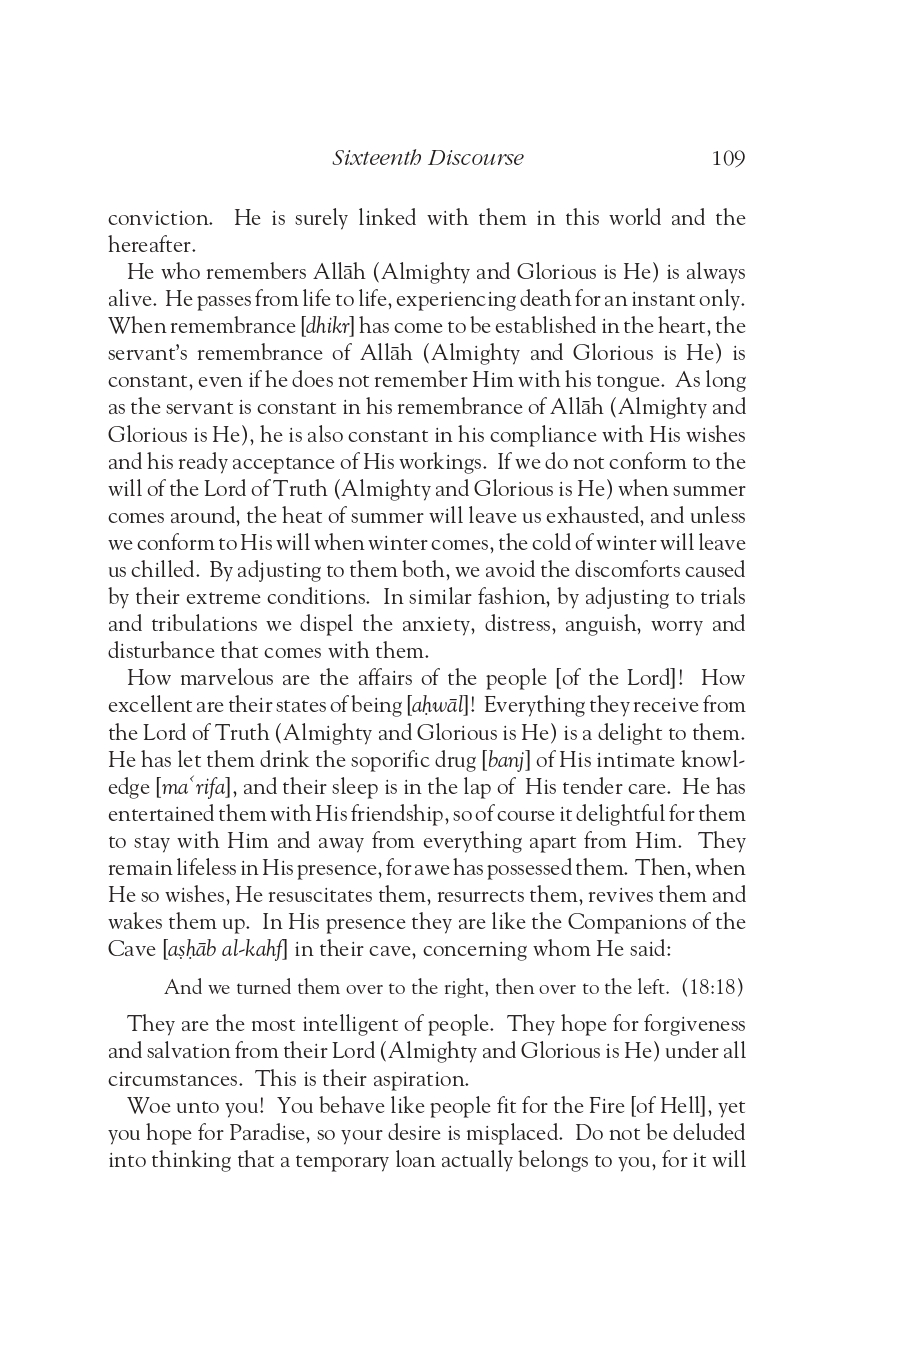 Sixteenth Discourse 109
conviction. He is surely linked with them in this world and the
hereafter.
He who remembers Allāh (Almighty and Glorious is He) is always
alive. He passes from life to life, experiencing death for an instant only.
When remembrance [dhikr] has come to be established in the heart, the
servant's remembrance of Allāh (Almighty and Glorious is He) is
constant, even if he does not remember Him with his tongue. As long
as the servant is constant in his remembrance of Allāh (Almighty and
Glorious is He), he is also constant in his compliance with His wishes
and his ready acceptance of His workings. If we do not conform to the
will of the Lord of Truth (Almighty and Glorious is He) when summer
comes around, the heat of summer will leave us exhausted, and unless
we conform to His will when winter comes, the cold of winter will leave
us chilled. By adjusting to them both, we avoid the discomforts caused
by their extreme conditions. In similar fashion, by adjusting to trials
and tribulations we dispel the anxiety, distress, anguish, worry and
disturbance that comes with them.
How marvelous are the affairs of the people [of the Lord]! How
excellent are their states of being [aḥwāl]! Everything they receive from
the Lord of Truth (Almighty and Glorious is He) is a delight to them.
He has let them drink the soporific drug [banj] of His intimate knowl-
edge [maʿrifa], and their sleep is in the lap of His tender care. He has
entertained them with His friendship, so of course it delightful for them
to stay with Him and away from everything apart from Him. They
remain lifeless in His presence, for awe has possessed them. Then, when
He so wishes, He resuscitates them, resurrects them, revives them and
wakes them up. In His presence they are like the Companions of the
Cave [aṣḥāb al-kahf] in their cave, concerning whom He said:
And we turned them over to the right, then over to the left. (18:18)
They are the most intelligent of people. They hope for forgiveness
and salvation from their Lord (Almighty and Glorious is He) under all
circumstances. This is their aspiration.
Woe unto you! You behave like people fit for the Fire [of Hell], yet
you hope for Paradise, so your desire is misplaced. Do not be deluded
into thinking that a temporary loan actually belongs to you, for it will